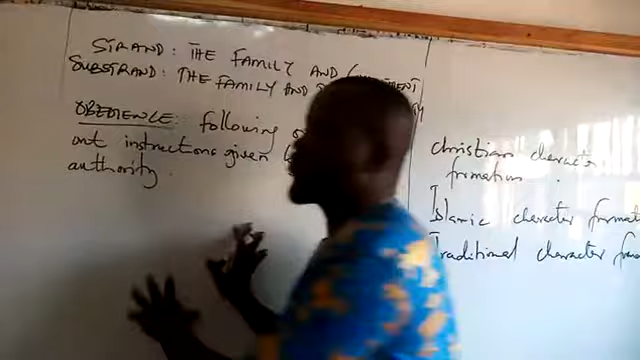 STRAND: THE FAMILY AND
SUBSTRAND: THE FAMILY AND
OBEDIENCE: following
out instructions given
authority.
Christian character
formation.
Islamic character format
Traditional character forma